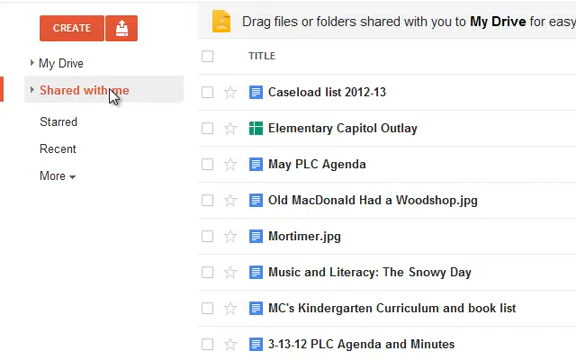 CREATE
Drag files or folders shared with you to My Drive for easy
My Drive
Shared with me
Starred
Recent
More
TITLE
Caseload list 2012-13
Elementary Capitol Outlay
May PLC Agenda
Old MacDonald Had a Woodshop.jpg
Mortimer.jpg
Music and Literacy: The Snowy Day
MC's Kindergarten Curriculum and book list
3-13-12 PLC Agenda and Minutes